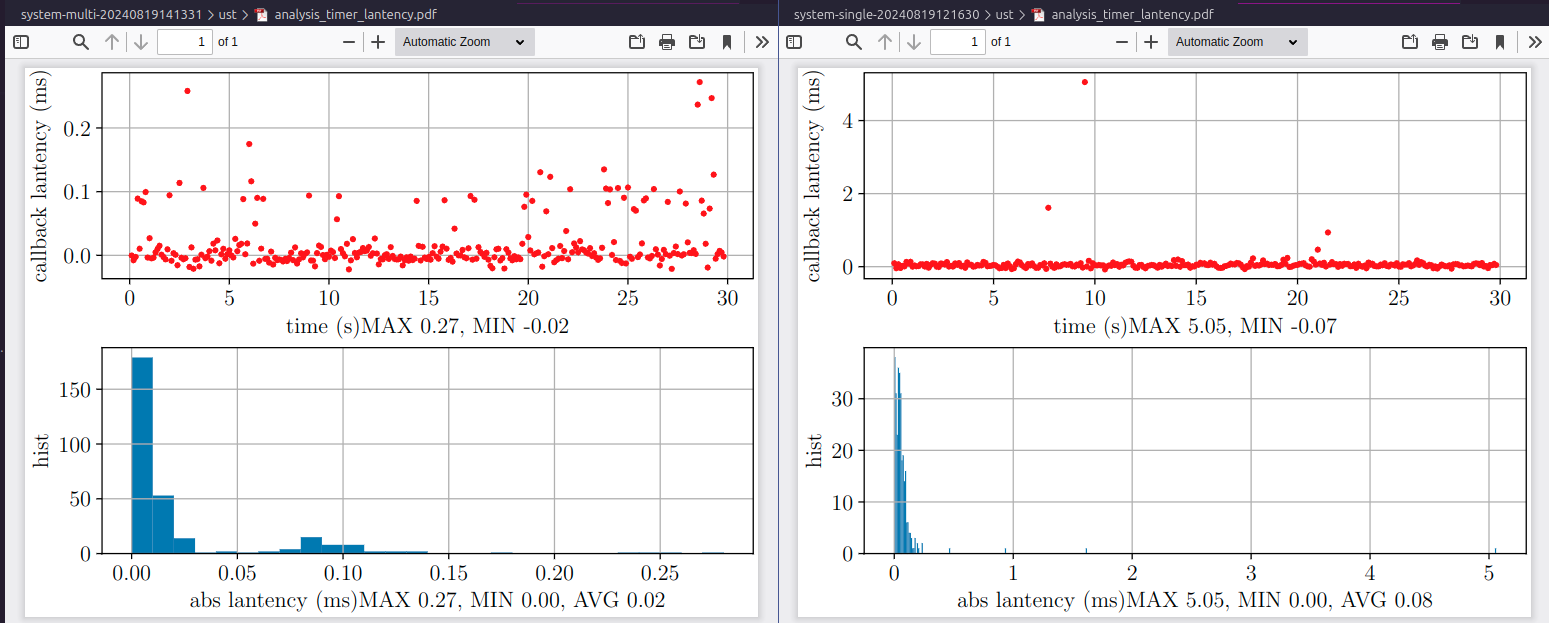 system-multi-20240819141331 > ust > analysis_timer_lantency.pdf
1 of 1 − + Automatic Zoom
callback lantency (ms)
0.2
0.1
0.0
0 5 10 15 20 25 30
time (s)MAX 0.27, MIN -0.02
hist
150
100
50
0
0.00 0.05 0.10 0.15 0.20 0.25
abs lantency (ms)MAX 0.27, MIN 0.00, AVG 0.02
system-single-20240819121630 > ust > analysis_timer_lantency.pdf
1 of 1 − + Automatic Zoom
callback lantency (ms)
4
2
0
0 5 10 15 20 25 30
time (s)MAX 5.05, MIN -0.07
hist
30
20
10
0
0 1 2 3 4 5
abs lantency (ms)MAX 5.05, MIN 0.00, AVG 0.08